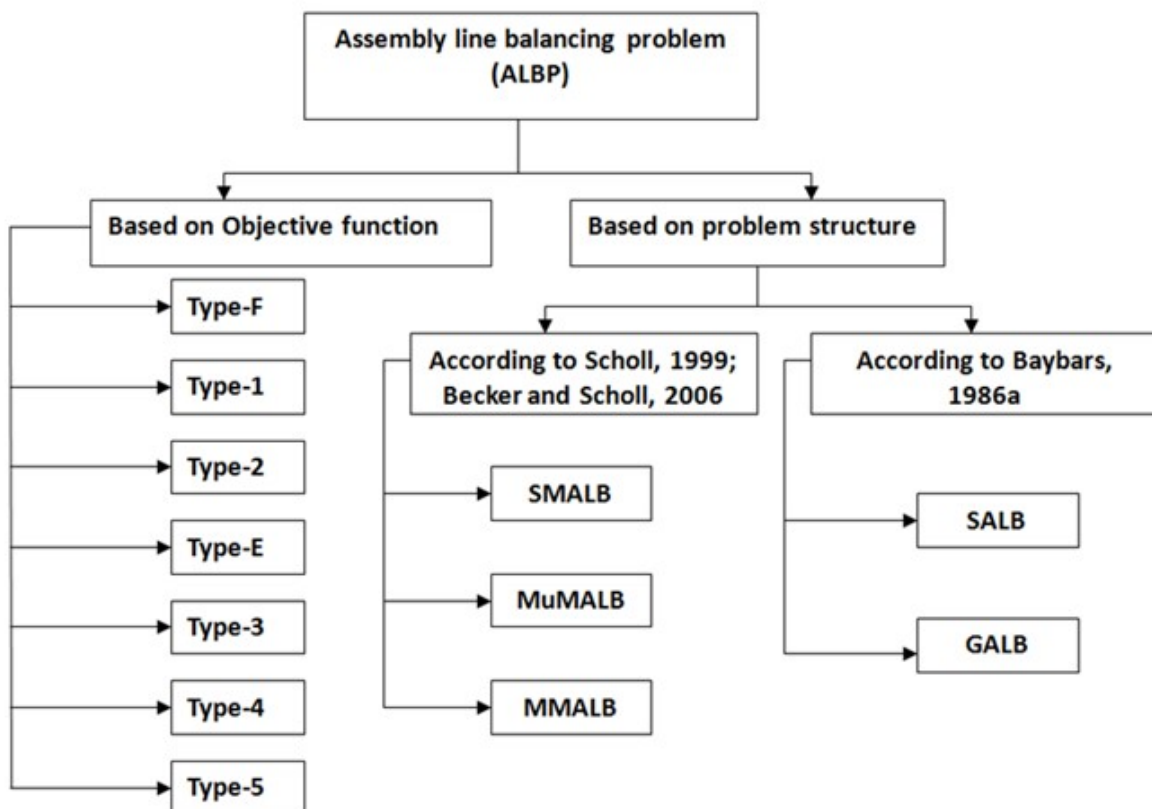 Assembly line balancing problem
(ALBP)
Based on Objective function
Based on problem structure
Type-F
Type-1
Type-2
Type-E
Type-3
Type-4
Type-5
According to Scholl, 1999;
Becker and Scholl, 2006
SMALB
MuMALB
MMALB
According to Baybars,
1986a
SALB
GALB